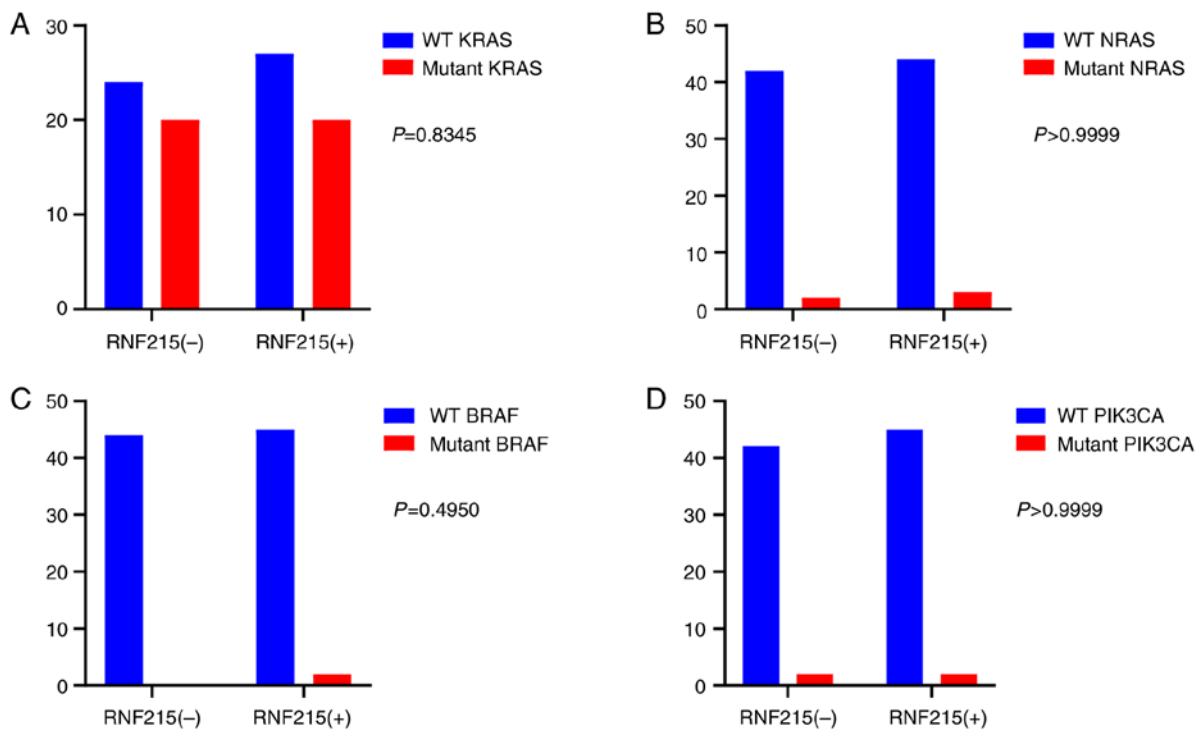 A
30
20
10
0
RNF215(–)
RNF215(+)
WT KRAS
Mutant KRAS
P=0.8345
B
50
40
30
20
10
0
RNF215(–)
RNF215(+)
WT NRAS
Mutant NRAS
P>0.9999
C
50
40
30
20
10
0
RNF215(–)
RNF215(+)
WT BRAF
Mutant BRAF
P=0.4950
D
50
40
30
20
10
0
RNF215(–)
RNF215(+)
WT PIK3CA
Mutant PIK3CA
P>0.9999